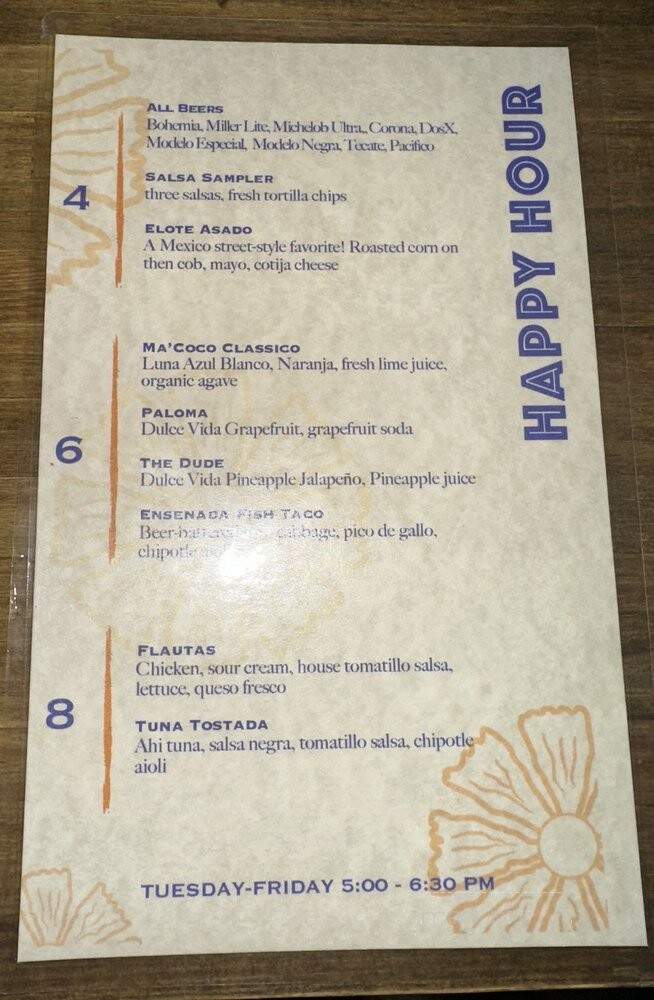 HAPPY HOUR
4
ALL BEERS
Bohemia, Miller Lite, Michelob Ultra,, Corona, DosX,
Modelo Especial, Modelo Negra, Tecate, Pacifico
SALSA SAMPLER
three salsas, fresh tortilla chips
ELOTE ASADO
A Mexico street-style favorite! Roasted corn on
then cob, mayo, cotija cheese
6
MA'COCO CLASSICO
Luna Azul Blanco, Naranja, fresh lime juice,
organic agave
PALOMA
Dulce Vida Grapefruit, grapefruit soda
THE DUDE
Dulce Vida Pineapple Jalapeño, Pineapple juice
ENSENADA FISH TACO
Beer-battered cabbage, pico de gallo,
chipotle
8
FLAUTAS
Chicken, sour cream, house tomatillo salsa,
lettuce, queso fresco
TUNA TOSTADA
Ahi tuna, salsa negra, tomatillo salsa, chipotle
aioli
TUESDAY-FRIDAY 5:00 - 6:30 PM